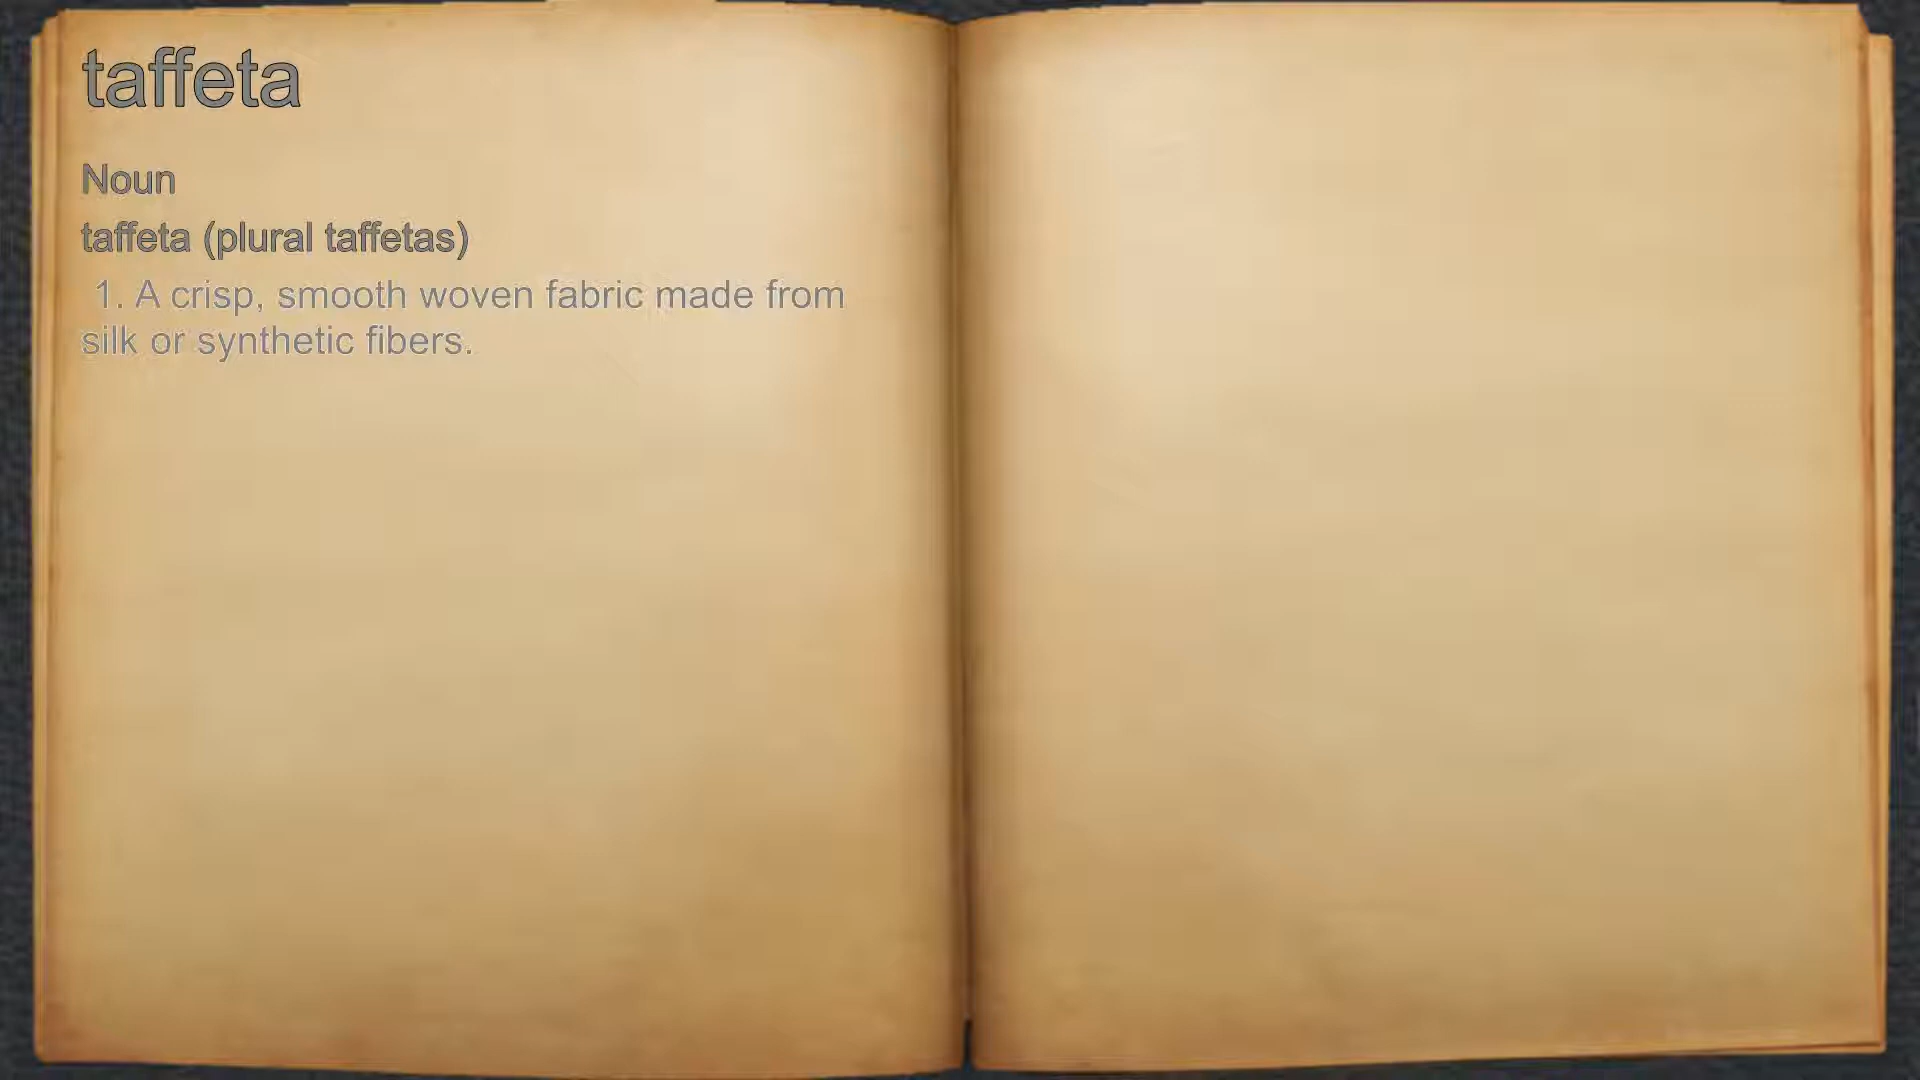 taffeta
Noun
taffeta (plural taffetas)
1. A crisp, smooth woven fabric made from
silk or synthetic fibers.